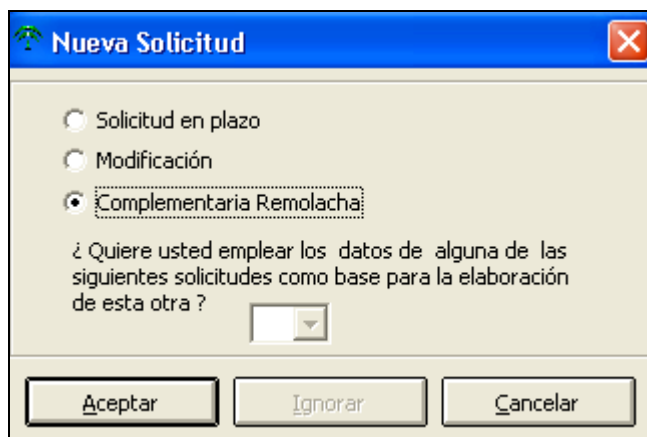 Nueva Solicitud
Solicitud en plazo
Modificación
Complementaria Remolacha
¿ Quiere usted emplear los datos de alguna de las
siguientes solicitudes como base para la elaboración
de esta otra ?
Aceptar
Ignorar
Cancelar